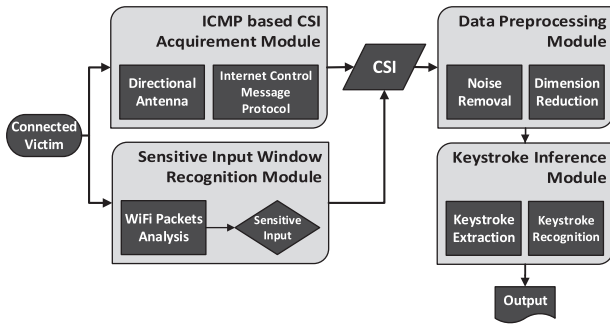 ICMP based CSI
Acquirement Module
Directional
Antenna
Internet Control
Message
Protocol
Connected
Victim
Sensitive Input Window
Recognition Module
WiFi Packets
Analysis
Sensitive
Input
CSI
Data Preprocessing
Module
Noise
Removal
Dimension
Reduction
Keystroke Inference
Module
Keystroke
Extraction
Keystroke
Recognition
Output